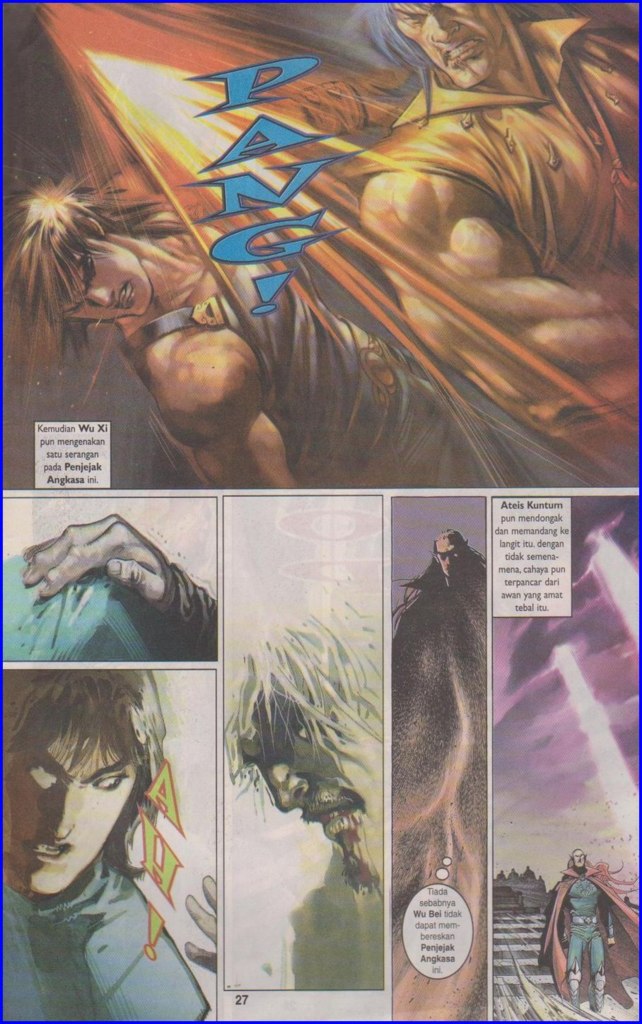 PANG!
Kemudian Wu Xi
pun mengenakan
satu serangan
pada Penjejak
Angkasa ini.
Ateis Kuntum
pun mendongak
dan memandang ke
langit itu, dengan
tidak semena-
mena, cahaya pun
terpancar dari
awan yang amat
tebal itu.
AH!
Tiada
sebabnya
Wu Bei tidak
dapat mem-
bereskan
Penjejak
Angkasa
ini.
27